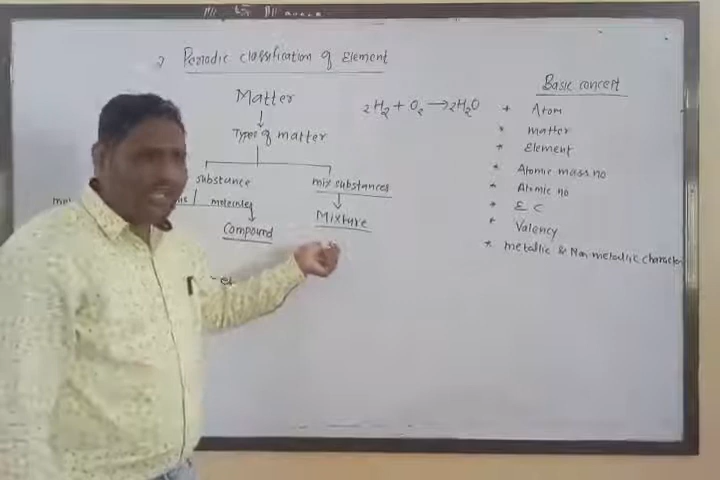 Periodic classification of Element
Matter
Types of matter
substance
mix substances
molecules
Compound
Mixture
2H2 + O2 → 2H2O
Basic concept
* Atom
* matter
* Element
* Atomic mass no
* Atomic no
* E C
* Valency
* metallic & Non metallic character